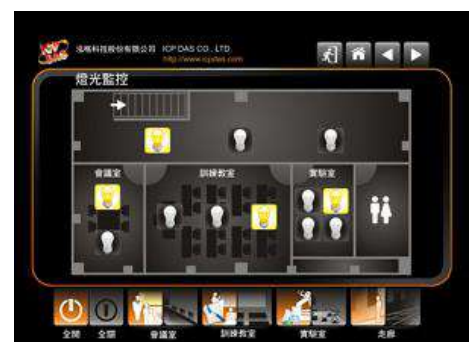 泓格科技股份有限公司 ICP DAS CO., LTD
http://www.icpdas.com
燈光監控
會議室 訓練教室 實驗室
全開 全關 會議室 訓練教室 實驗室 走廊